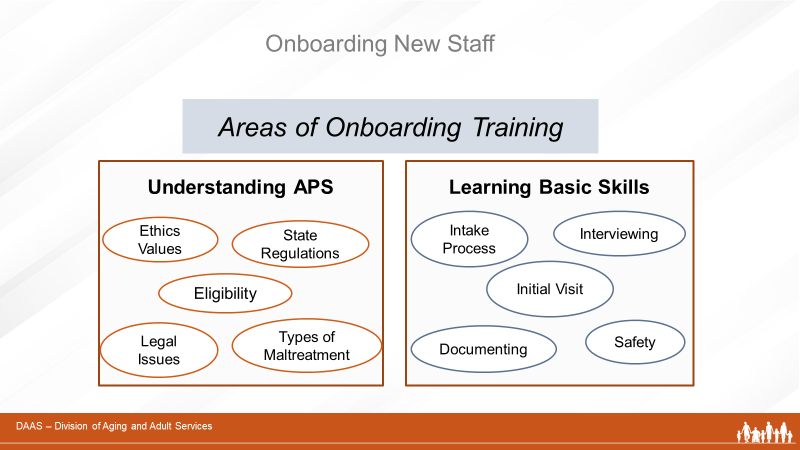 Onboarding New Staff
Areas of Onboarding Training
Understanding APS
Ethics
Values
State
Regulations
Eligibility
Legal
Issues
Types of
Maltreatment
Learning Basic Skills
Intake
Process
Interviewing
Initial Visit
Documenting
Safety
DAAS – Division of Aging and Adult Services